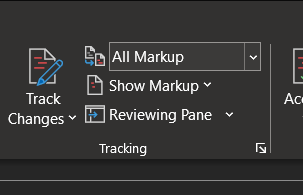 All Markup
Track
Changes
Show Markup
Reviewing Pane
Tracking